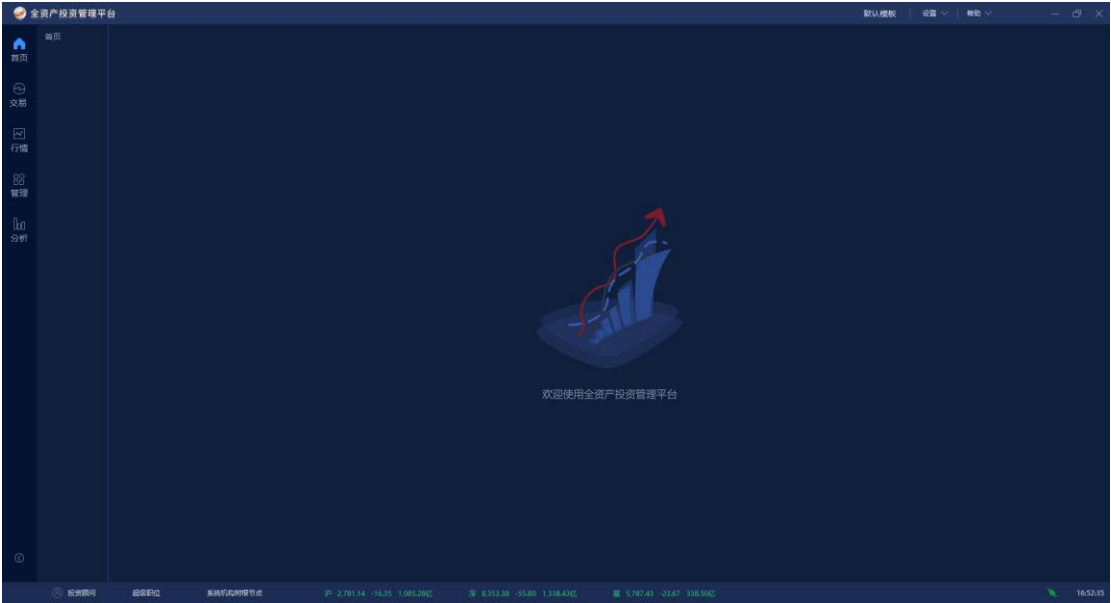 全资产投资管理平台
默认模板 设置 帮助
首页
首页
交易
行情
管理
分析
欢迎使用全资产投资管理平台
投资顾问 超级职位 系统机构树根节点 沪 2,781.14 -16.35 1,085.28亿 深 8,353.38 -55.80 1,338.43亿 基 5,787.43 -23.67 338.50亿 16:52:35